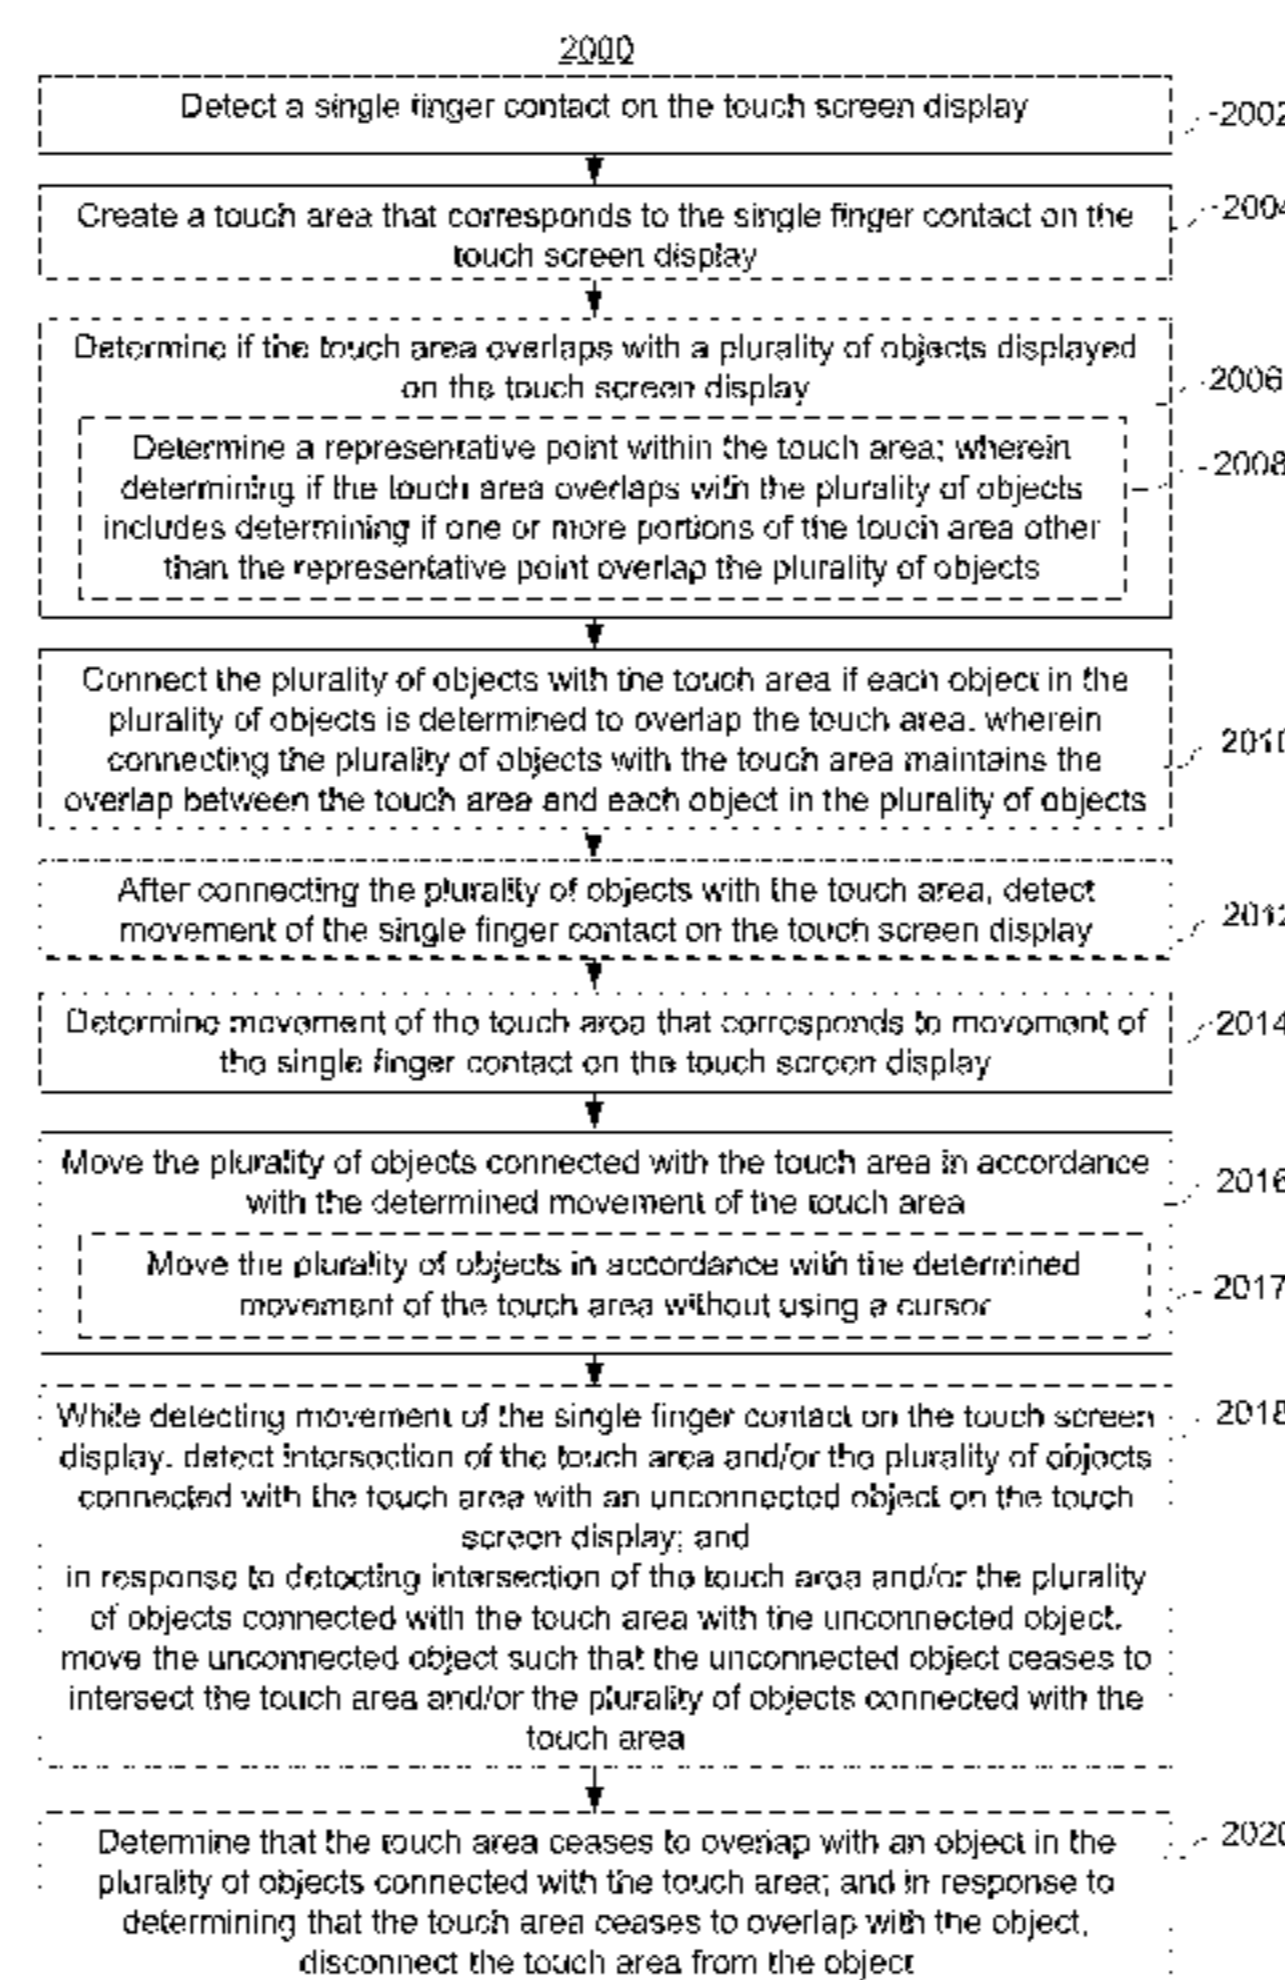 2000
Detect a single finger contact on the touch screen display
2002
Create a touch area that corresponds to the single finger contact on the
touch screen display
2004
Determine if the touch area overlaps with a plurality of objects displayed
on the touch screen display
2006
Determine a representative point within the touch area; wherein
determining if the touch area overlaps with the plurality of objects
includes determining if one or more portions of the touch area other
than the representative point overlap the plurality of objects
2008
Connect the plurality of objects with the touch area if each object in the
plurality of objects is determined to overlap the touch area, wherein
connecting the plurality of objects with the touch area maintains the
overlap between the touch area and each object in the plurality of objects
2010
After connecting the plurality of objects with the touch area, detect
movement of the single finger contact on the touch screen display
2012
Determine movement of the touch area that corresponds to movement of
the single finger contact on the touch screen display
2014
Move the plurality of objects connected with the touch area in accordance
with the determined movement of the touch area
2016
Move the plurality of objects in accordance with the determined
movement of the touch area without using a cursor
2017
While detecting movement of the single finger contact on the touch screen
display, detect intersection of the touch area and/or the plurality of objects
connected with the touch area with an unconnected object on the touch
screen display; and
in response to detecting intersection of the touch area and/or the plurality
of objects connected with the touch area with the unconnected object,
move the unconnected object such that the unconnected object ceases to
intersect the touch area and/or the plurality of objects connected with the
touch area
2018
Determine that the touch area ceases to overlap with an object in the
plurality of objects connected with the touch area; and in response to
determining that the touch area ceases to overlap with the object,
disconnect the touch area from the object
2020